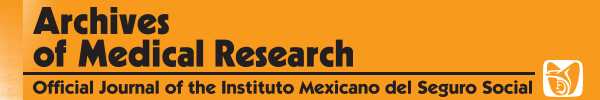 Archives
of Medical Research
Official Journal of the Instituto Mexicano del Seguro Social